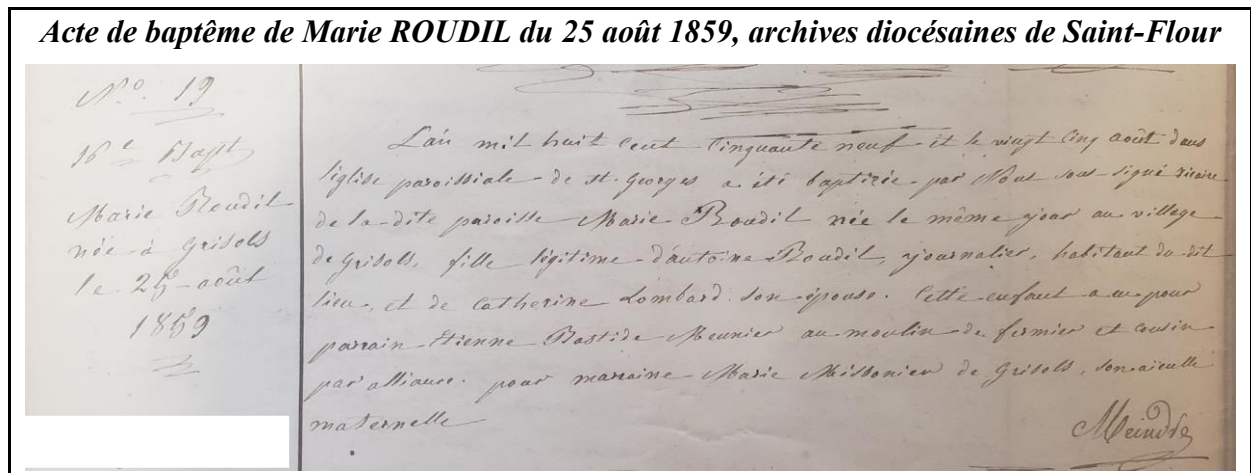 Acte de baptême de Marie ROUDIL du 25 août 1859, archives diocésaines de Saint-Flour
N.o 19
16e Bapt
Marie Roudil
née à Grisols
le 25 août
1859
L'án mil huit cent cinquante neuf et le vingt cinq août dans
l'église paroissiale de st. Georges a été baptisée par Nous sous-signé vicaire
de la dite paroisse Marie Roudil née le même jour au village
de Grisols, fille légitime d'antoine Roudil, journalier, habitant du dit
lieu, et de Catherine Lombard son épouse. Cette enfant a eu pour
parrain Etienne Bastide Meunier au moulin de fermier et cousin
par alliance. pour marraine Marie Missonier de Grisols, son aïeulle
maternelle